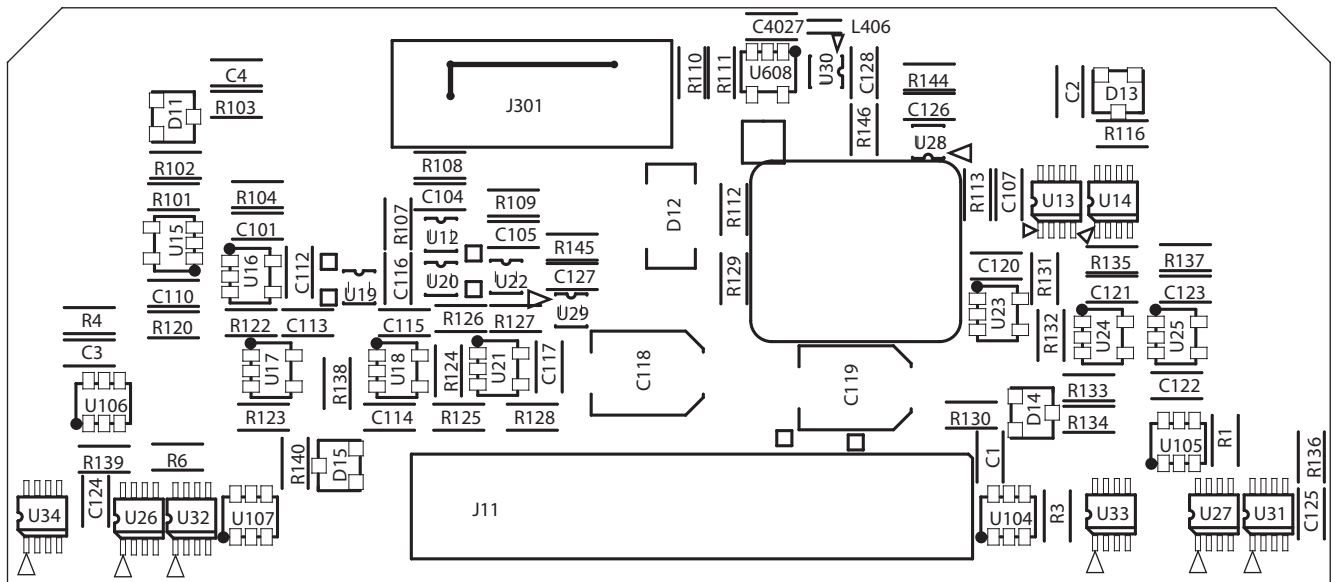 C4027
L406
C4
R103
D11
J301
R110
R111
U608
U30
C128
R144
C126
C2
D13
R116
R146
U28
R102
R101
R104
C101
U15
U16
C112
R108
C104
R107
U12
R109
C105
D12
R112
R113
C107
U13
U14
R145
C127
U19
C116
U20
U22
U29
R129
C120
R131
R135
C121
R137
C123
C110
R120
R122
C113
C115
R126
R127
U23
R132
U24
U25
R4
C3
U106
U17
R138
U18
R124
U21
C117
C118
C119
C122
R123
C114
R125
R128
R130
D14
R133
R134
U105
R1
R136
R139
R6
R140
D15
C1
C124
U34
U26
U32
U107
J11
U104
R3
U33
U27
U31
C125